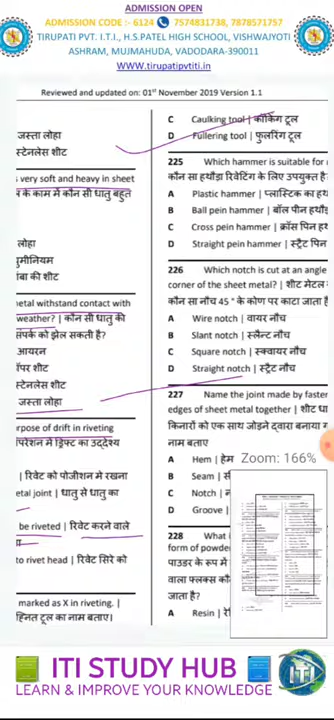 ADMISSION OPEN
ADMISSION CODE :- 6124 7574831738, 7878571757
TIRUPATI PVT. I.T.I., H.S.PATEL HIGH SCHOOL, VISHWAJYOTI
ASHRAM, MUJMAHUDA, VADODARA-390011
WWW.tirupatipvtiti.in
Reviewed and updated on: 01st November 2019 Version 1.1
जस्ता लोहा
स्टेनलेस शीट
very soft and heavy in sheet
के काम में कौन सी धातु बहुत
लोहा
मुमीनियम
बा की शीट
metal withstand contact with
weather? | कौन सी धातु की
संपर्क को झेल सकती है?
आयरन
पर शीट
स्टेनलेस शीट
जस्ता लोहा
rpose of drift in riveting
परेशन में ड्रिफ्ट का उद्देश्य
| रिवेट को पोजीशन में रखना
etal joint | धातु से धातु का
be riveted | रिवेट करने वाले
to rivet head | रिवेट सिरे को
marked as X in riveting. |
ह्नित टूल का नाम बताए।
C Caulking tool | कॉकिंग टूल
D Fullering tool | फुलरिंग टूल
225 Which hammer is suitable for
कौन सा हथौड़ा रिवेटिंग के लिए उपयुक्त है
A Plastic hammer | प्लास्टिक का
B Ball pein hammer | बॉल पीन
C Cross pein hammer | क्रॉस पिन
D Straight pein hammer | स्ट्रैट पिन
226 Which notch is cut at an angle
corner of the sheet metal? | शीट मेटल
कौन सा नौच 45 ° के कोण पर काटा जाता है
A Wire notch | वायर नौच
B Slant notch | स्लैन्ट नौच
C Square notch | स्क्वायर नौच
D Straight notch | स्ट्रैट नौच
227 Name the joint made by
edges of sheet metal together | शीट
किनारों को एक साथ जोड़ने द्वारा बनाया
नाम बताए
A Hem |
B Seam |
C Notch |
D Groove |
Zoom: 166%
228 What
form of powde
पाउडर के रूप में
वाला फ्लक्स
जाता है?
A Resin |
ITI STUDY HUB
LEARN & IMPROVE YOUR KNOWLEDGE
ITI